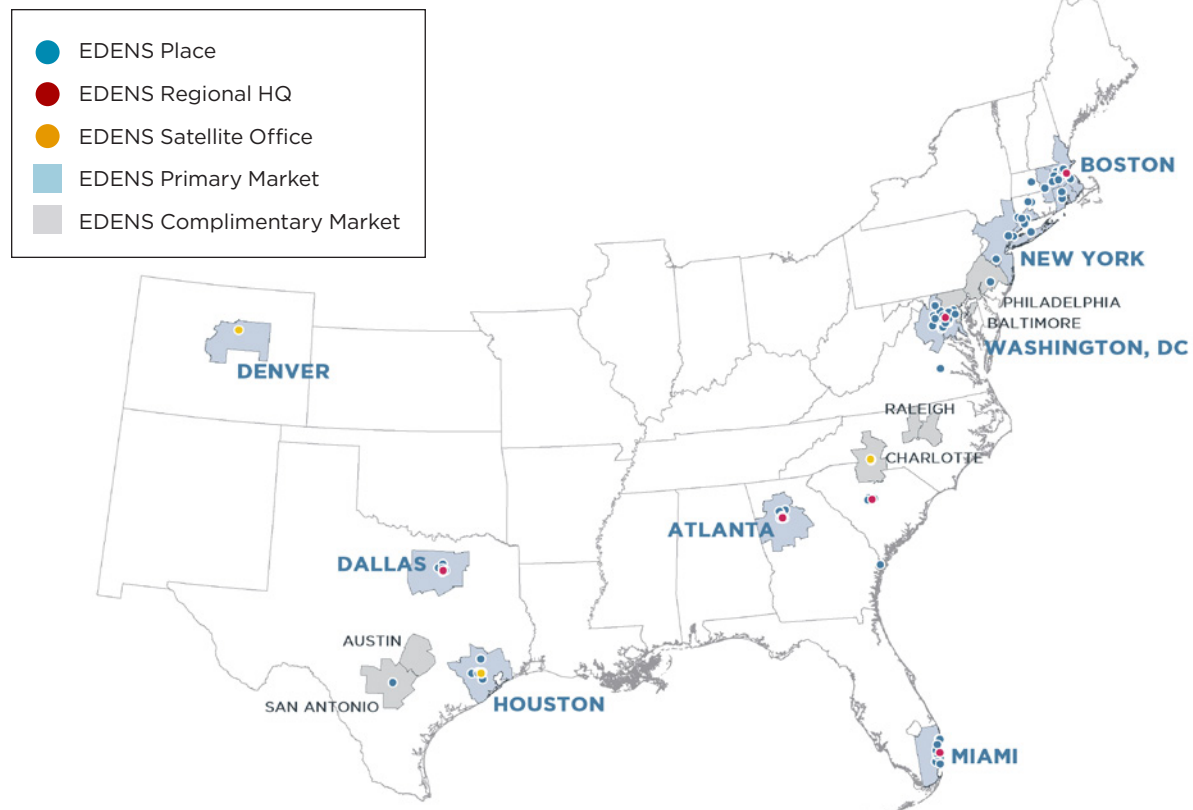 EDENS Place
EDENS Regional HQ
EDENS Satellite Office
EDENS Primary Market
EDENS Complimentary Market
BOSTON
NEW YORK
PHILADELPHIA
BALTIMORE
WASHINGTON, DC
DENVER
RALEIGH
CHARLOTTE
ATLANTA
DALLAS
AUSTIN
SAN ANTONIO
HOUSTON
MIAMI